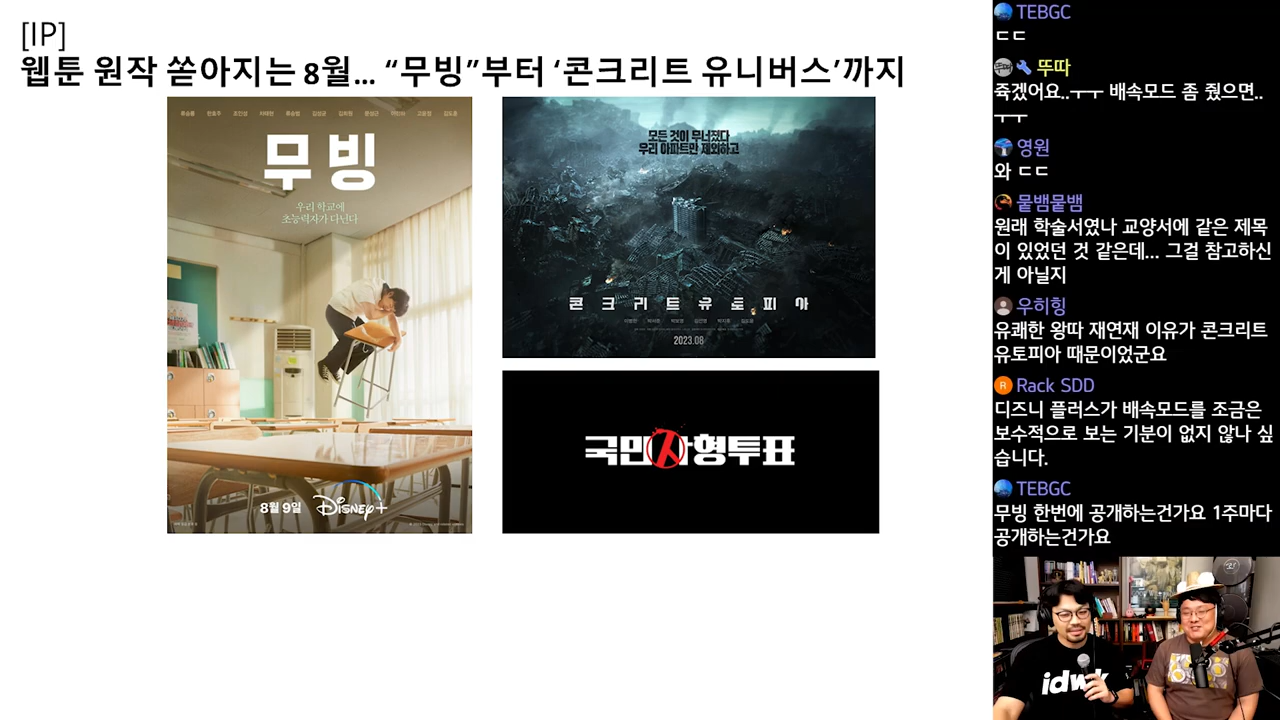 [IP]
웹툰 원작 쏟아지는 8월... “무빙”부터 ‘콘크리트 유니버스’까지
무빙
우리 학교에
초능력자가 다닌다
8월 9일 Disney+
모든 것이 무너졌다
우리 아파트만 제외하고
콘크리트 유토피아
2023.08
국민사형투표
TEBGC
ㄷㄷ
뚜따
죽겠어요..ㅜㅜ 배속모드 좀 줬으면..
ㅜㅜ
영원
와 ㄷㄷ
뭍뱀뭍뱀
원래 학술서였나 교양서에 같은 제목
이 있었던 것 같은데... 그걸 참고하신
게 아닐지
우히힝
유쾌한 왕따 재연재 이유가 콘크리트
유토피아 때문이었군요
R Rack SDD
디즈니 플러스가 배속모드를 조금은
보수적으로 보는 기분이 없지 않나 싶
습니다.
TEBGC
무빙 한번에 공개하는건가요 1주마다
공개하는건가요